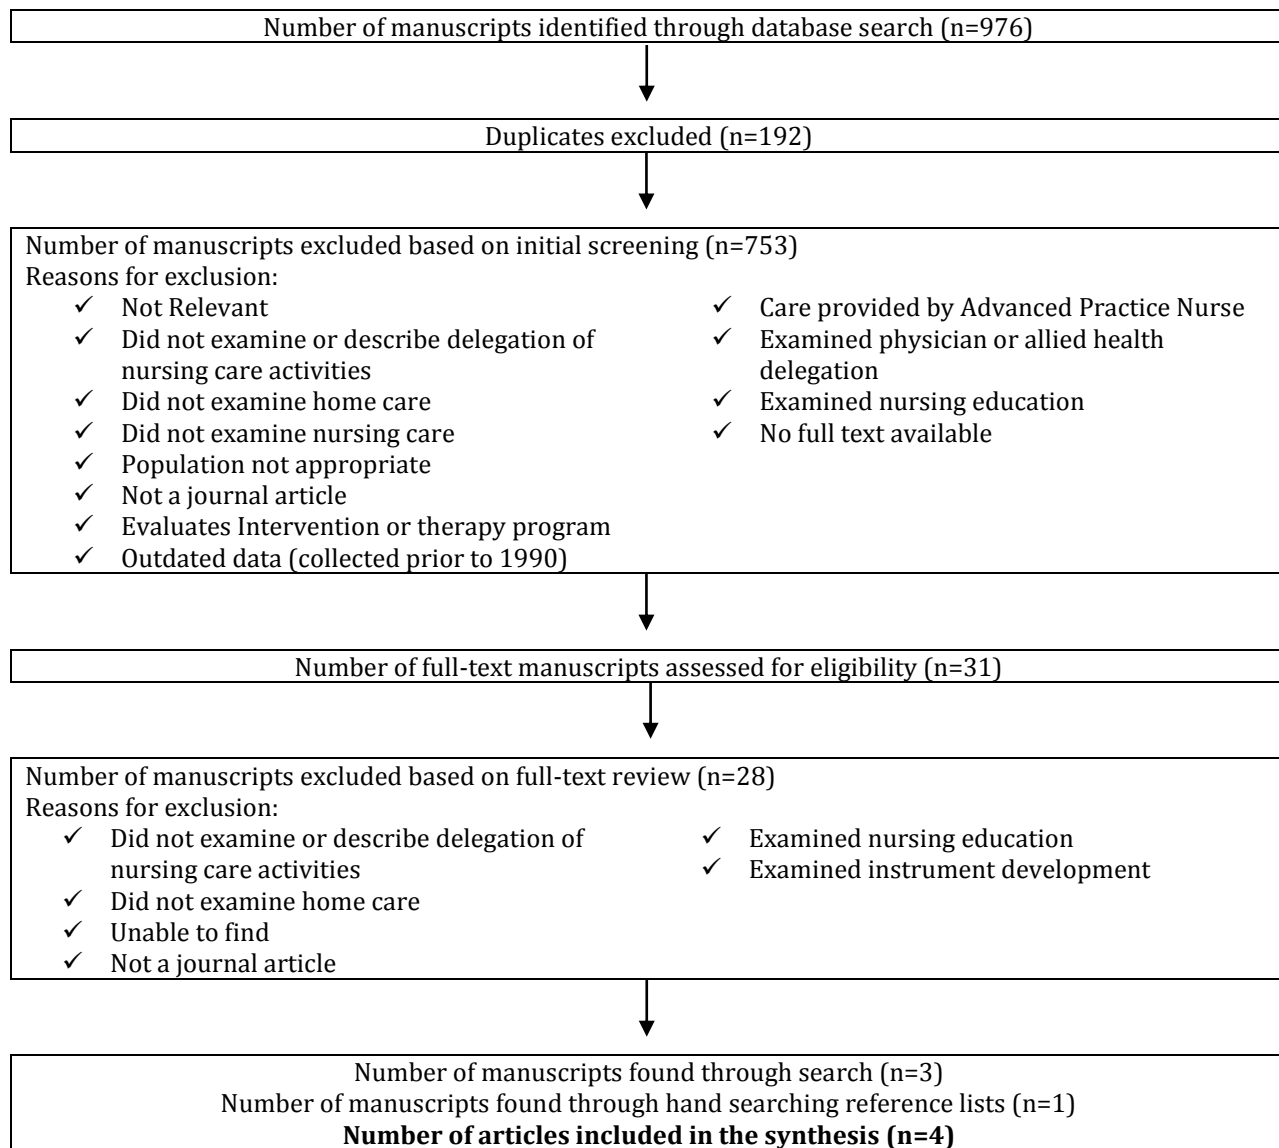 Number of manuscripts identified through database search (n=976)
Duplicates excluded (n=192)
Number of manuscripts excluded based on initial screening (n=753)
Reasons for exclusion:
✓ Not Relevant
✓ Did not examine or describe delegation of
nursing care activities
✓ Did not examine home care
✓ Did not examine nursing care
✓ Population not appropriate
✓ Not a journal article
✓ Evaluates Intervention or therapy program
✓ Outdated data (collected prior to 1990)
✓ Care provided by Advanced Practice Nurse
✓ Examined physician or allied health
delegation
✓ Examined nursing education
✓ No full text available
Number of full-text manuscripts assessed for eligibility (n=31)
Number of manuscripts excluded based on full-text review (n=28)
Reasons for exclusion:
✓ Did not examine or describe delegation of
nursing care activities
✓ Did not examine home care
✓ Unable to find
✓ Not a journal article
✓ Examined nursing education
✓ Examined instrument development
Number of manuscripts found through search (n=3)
Number of manuscripts found through hand searching reference lists (n=1)
Number of articles included in the synthesis (n=4)